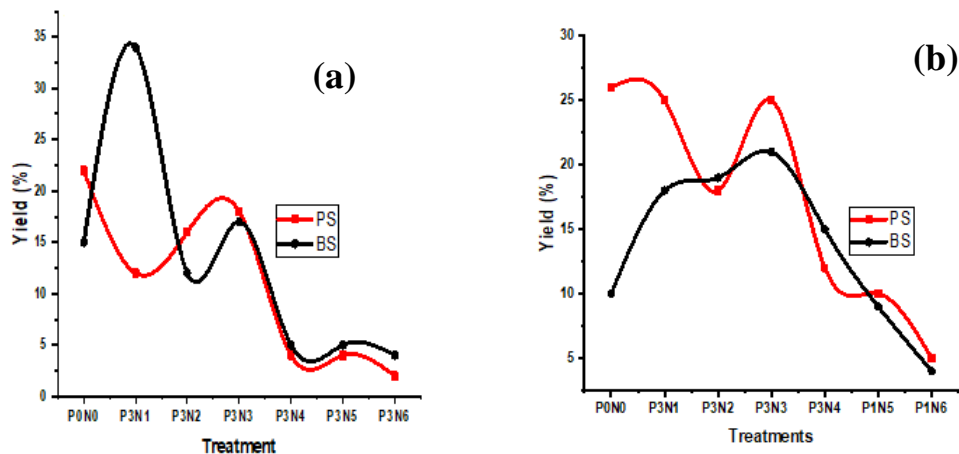 (a)
35
30
25
20
15
10
5
0
Yield (%)
PS
BS
P0N0 P3N1 P3N2 P3N3 P3N4 P3N5 P3N6
Treatment
(b)
30
25
20
15
10
5
Yield (%)
PS
BS
P0N0 P3N1 P3N2 P3N3 P3N4 P1N5 P1N6
Treatments